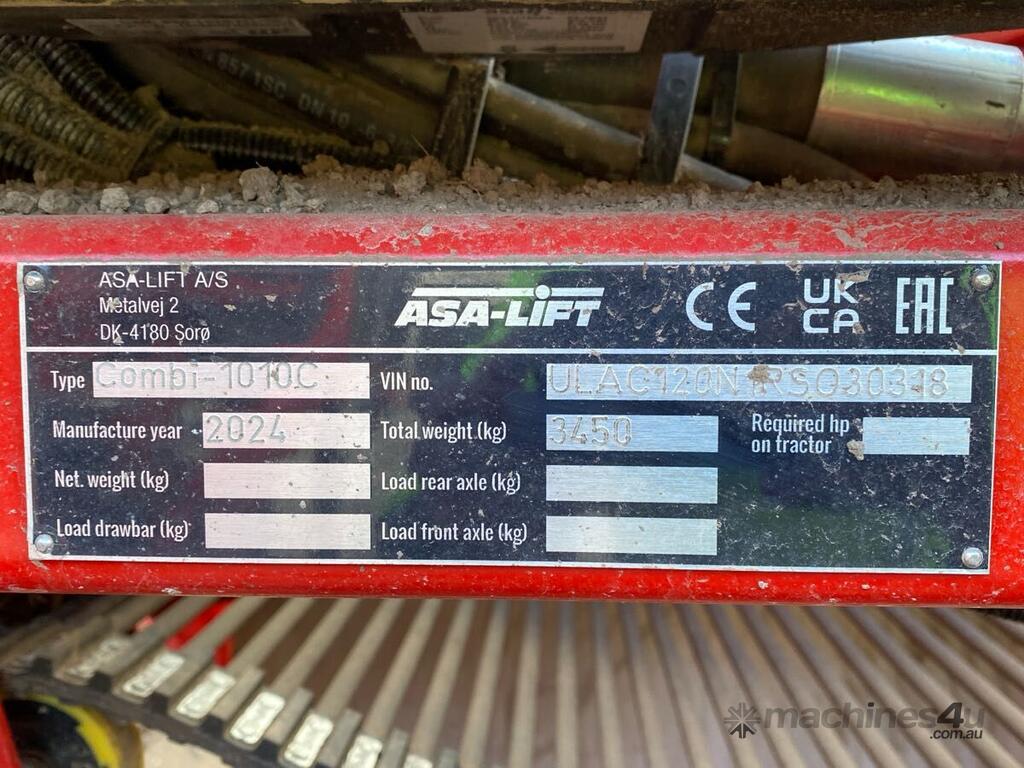 8571SC DN10
ASA-LIFT A/S
Metalvej 2
DK-4180 Sorø
ASA-LIFT
CE
UK
CA
EAC
Type Combi-1010C VIN no.
Manufacture year 2024 Total weight (kg) 3450 Required hp
on tractor
Net. weight (kg) Load rear axle (kg)
Load drawbar (kg) Load front axle (kg)
machines4u
.com.au